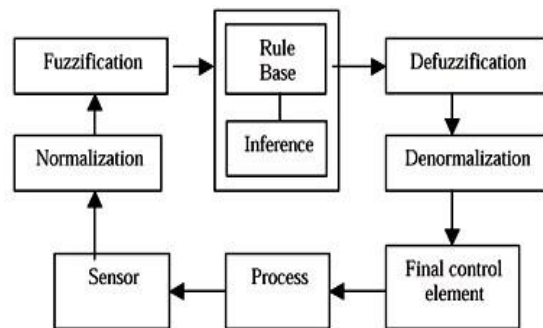 Fuzzification
Rule
Base
Defuzzification
Normalization
Inference
Denormalization
Sensor
Process
Final control
element